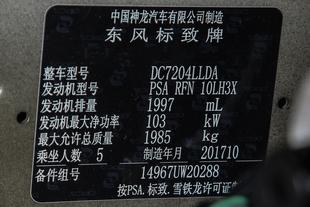 中国神龙汽车有限公司制造
东风标致牌
整车型号 DC7204LLDA
发动机型号 PSA RFN 10LH3X
发动机排量 1997 mL
发动机最大净功率 103 kW
最大允许总质量 1985 kg
乘坐人数 5 制造年月 201710
备件组号 14967UW20288
按PSA.标致.雪铁龙许可证